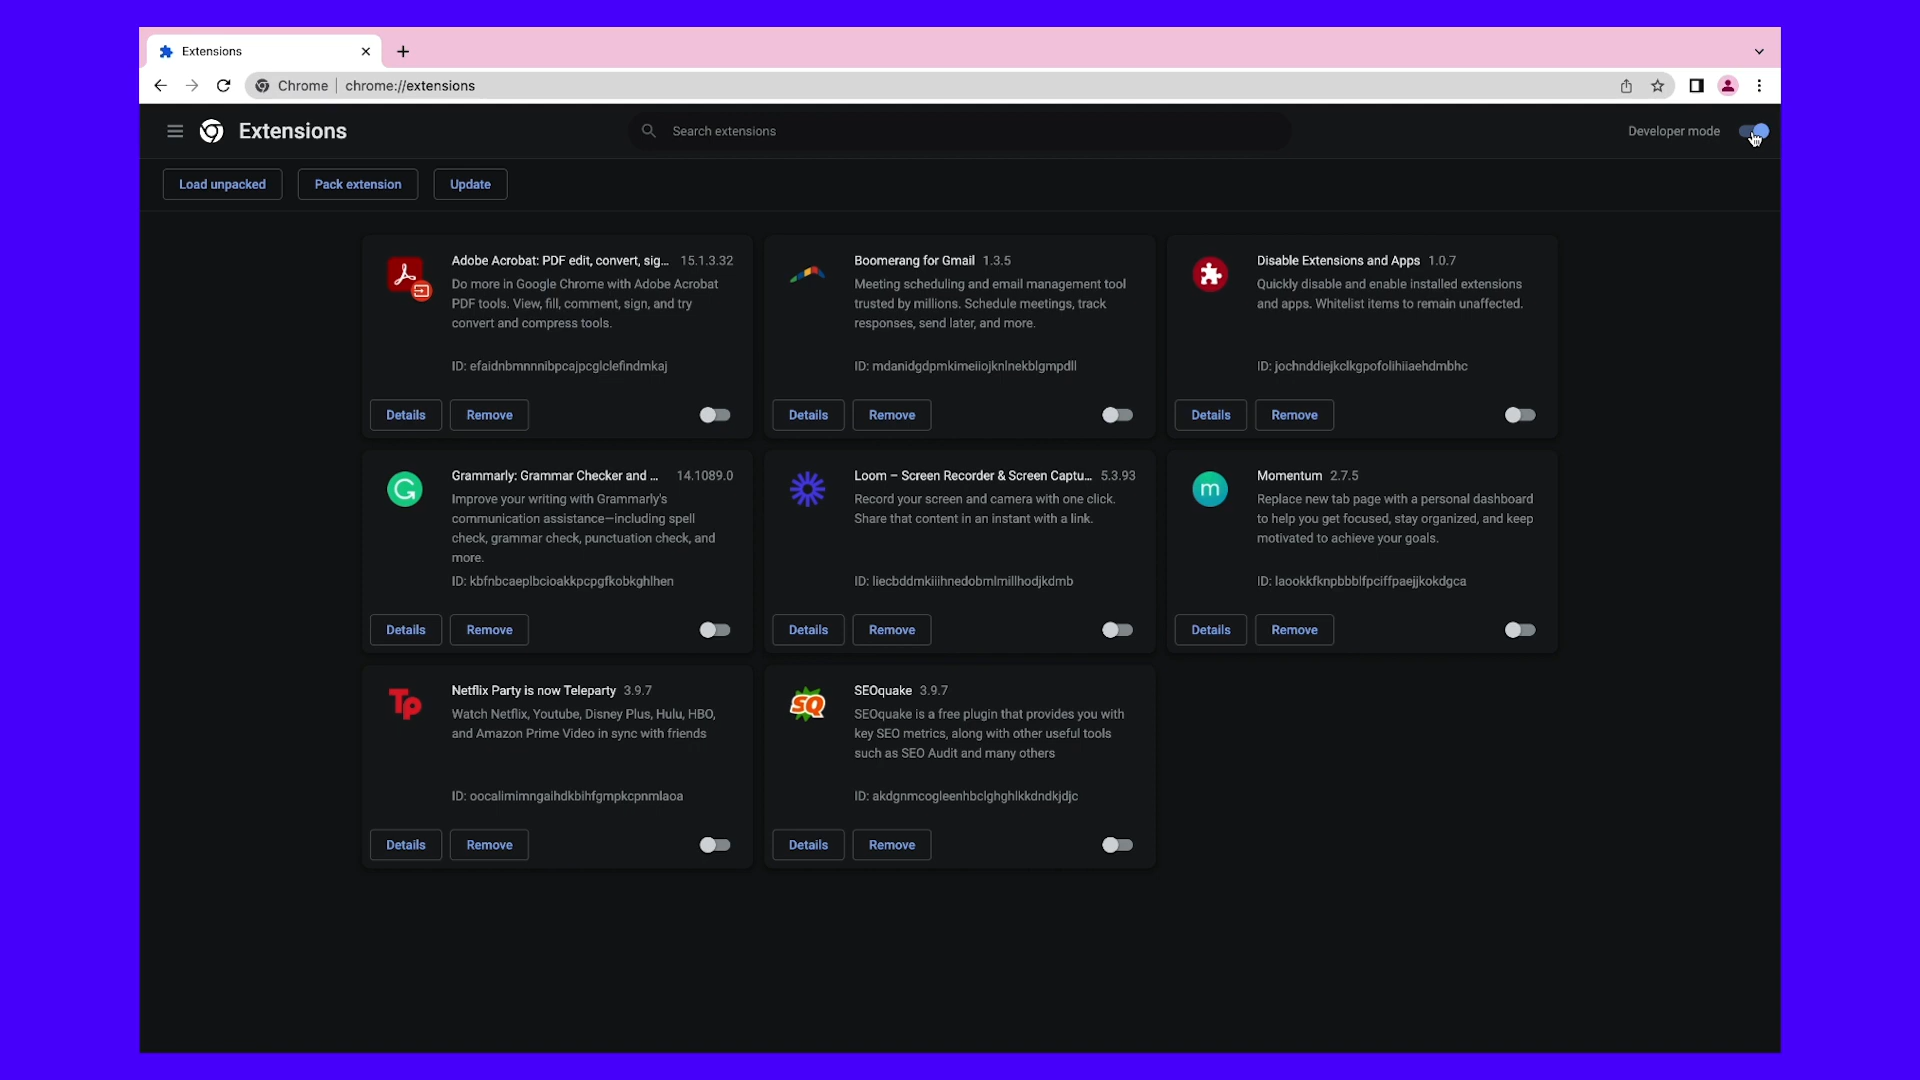 Extensions
Chrome | chrome://extensions
Extensions
Search extensions
Developer mode
Load unpacked
Pack extension
Update
Adobe Acrobat: PDF edit, convert, sig... 15.1.3.32
Do more in Google Chrome with Adobe Acrobat
PDF tools. View, fill, comment, sign, and try
convert and compress tools.
ID: efaidnbmnnnibpcajpcglclefindmkaj
Details
Remove
Boomerang for Gmail 1.3.5
Meeting scheduling and email management tool
trusted by millions. Schedule meetings, track
responses, send later, and more.
ID: mdanidgdpmkimeiiojknlnekblgmpdll
Details
Remove
Disable Extensions and Apps 1.0.7
Quickly disable and enable installed extensions
and apps. Whitelist items to remain unaffected.
ID: jochnddiejkclkgpofolihiiaehdmbhc
Details
Remove
G
Grammarly: Grammar Checker and ... 14.1089.0
Improve your writing with Grammarly's
communication assistance—including spell
check, grammar check, punctuation check, and
more.
ID: kbfnbcaeplbcioakkpcpgfkobkghlhen
Details
Remove
Loom – Screen Recorder & Screen Captu... 5.3.93
Record your screen and camera with one click.
Share that content in an instant with a link.
ID: liecbddmkiiihnedobmlmillhodjkdmb
Details
Remove
m
Momentum 2.7.5
Replace new tab page with a personal dashboard
to help you get focused, stay organized, and keep
motivated to achieve your goals.
ID: laookkfknpbbblfpciffpaejjkokdgca
Details
Remove
Tp
Netflix Party is now Teleparty 3.9.7
Watch Netflix, Youtube, Disney Plus, Hulu, HBO,
and Amazon Prime Video in sync with friends
ID: oocalimimngaihdkbihfgmpkcpnmlaoa
Details
Remove
SQ
SEOquake 3.9.7
SEOquake is a free plugin that provides you with
key SEO metrics, along with other useful tools
such as SEO Audit and many others
ID: akdgnmcogleenhbclghghlkkdndkjdjc
Details
Remove